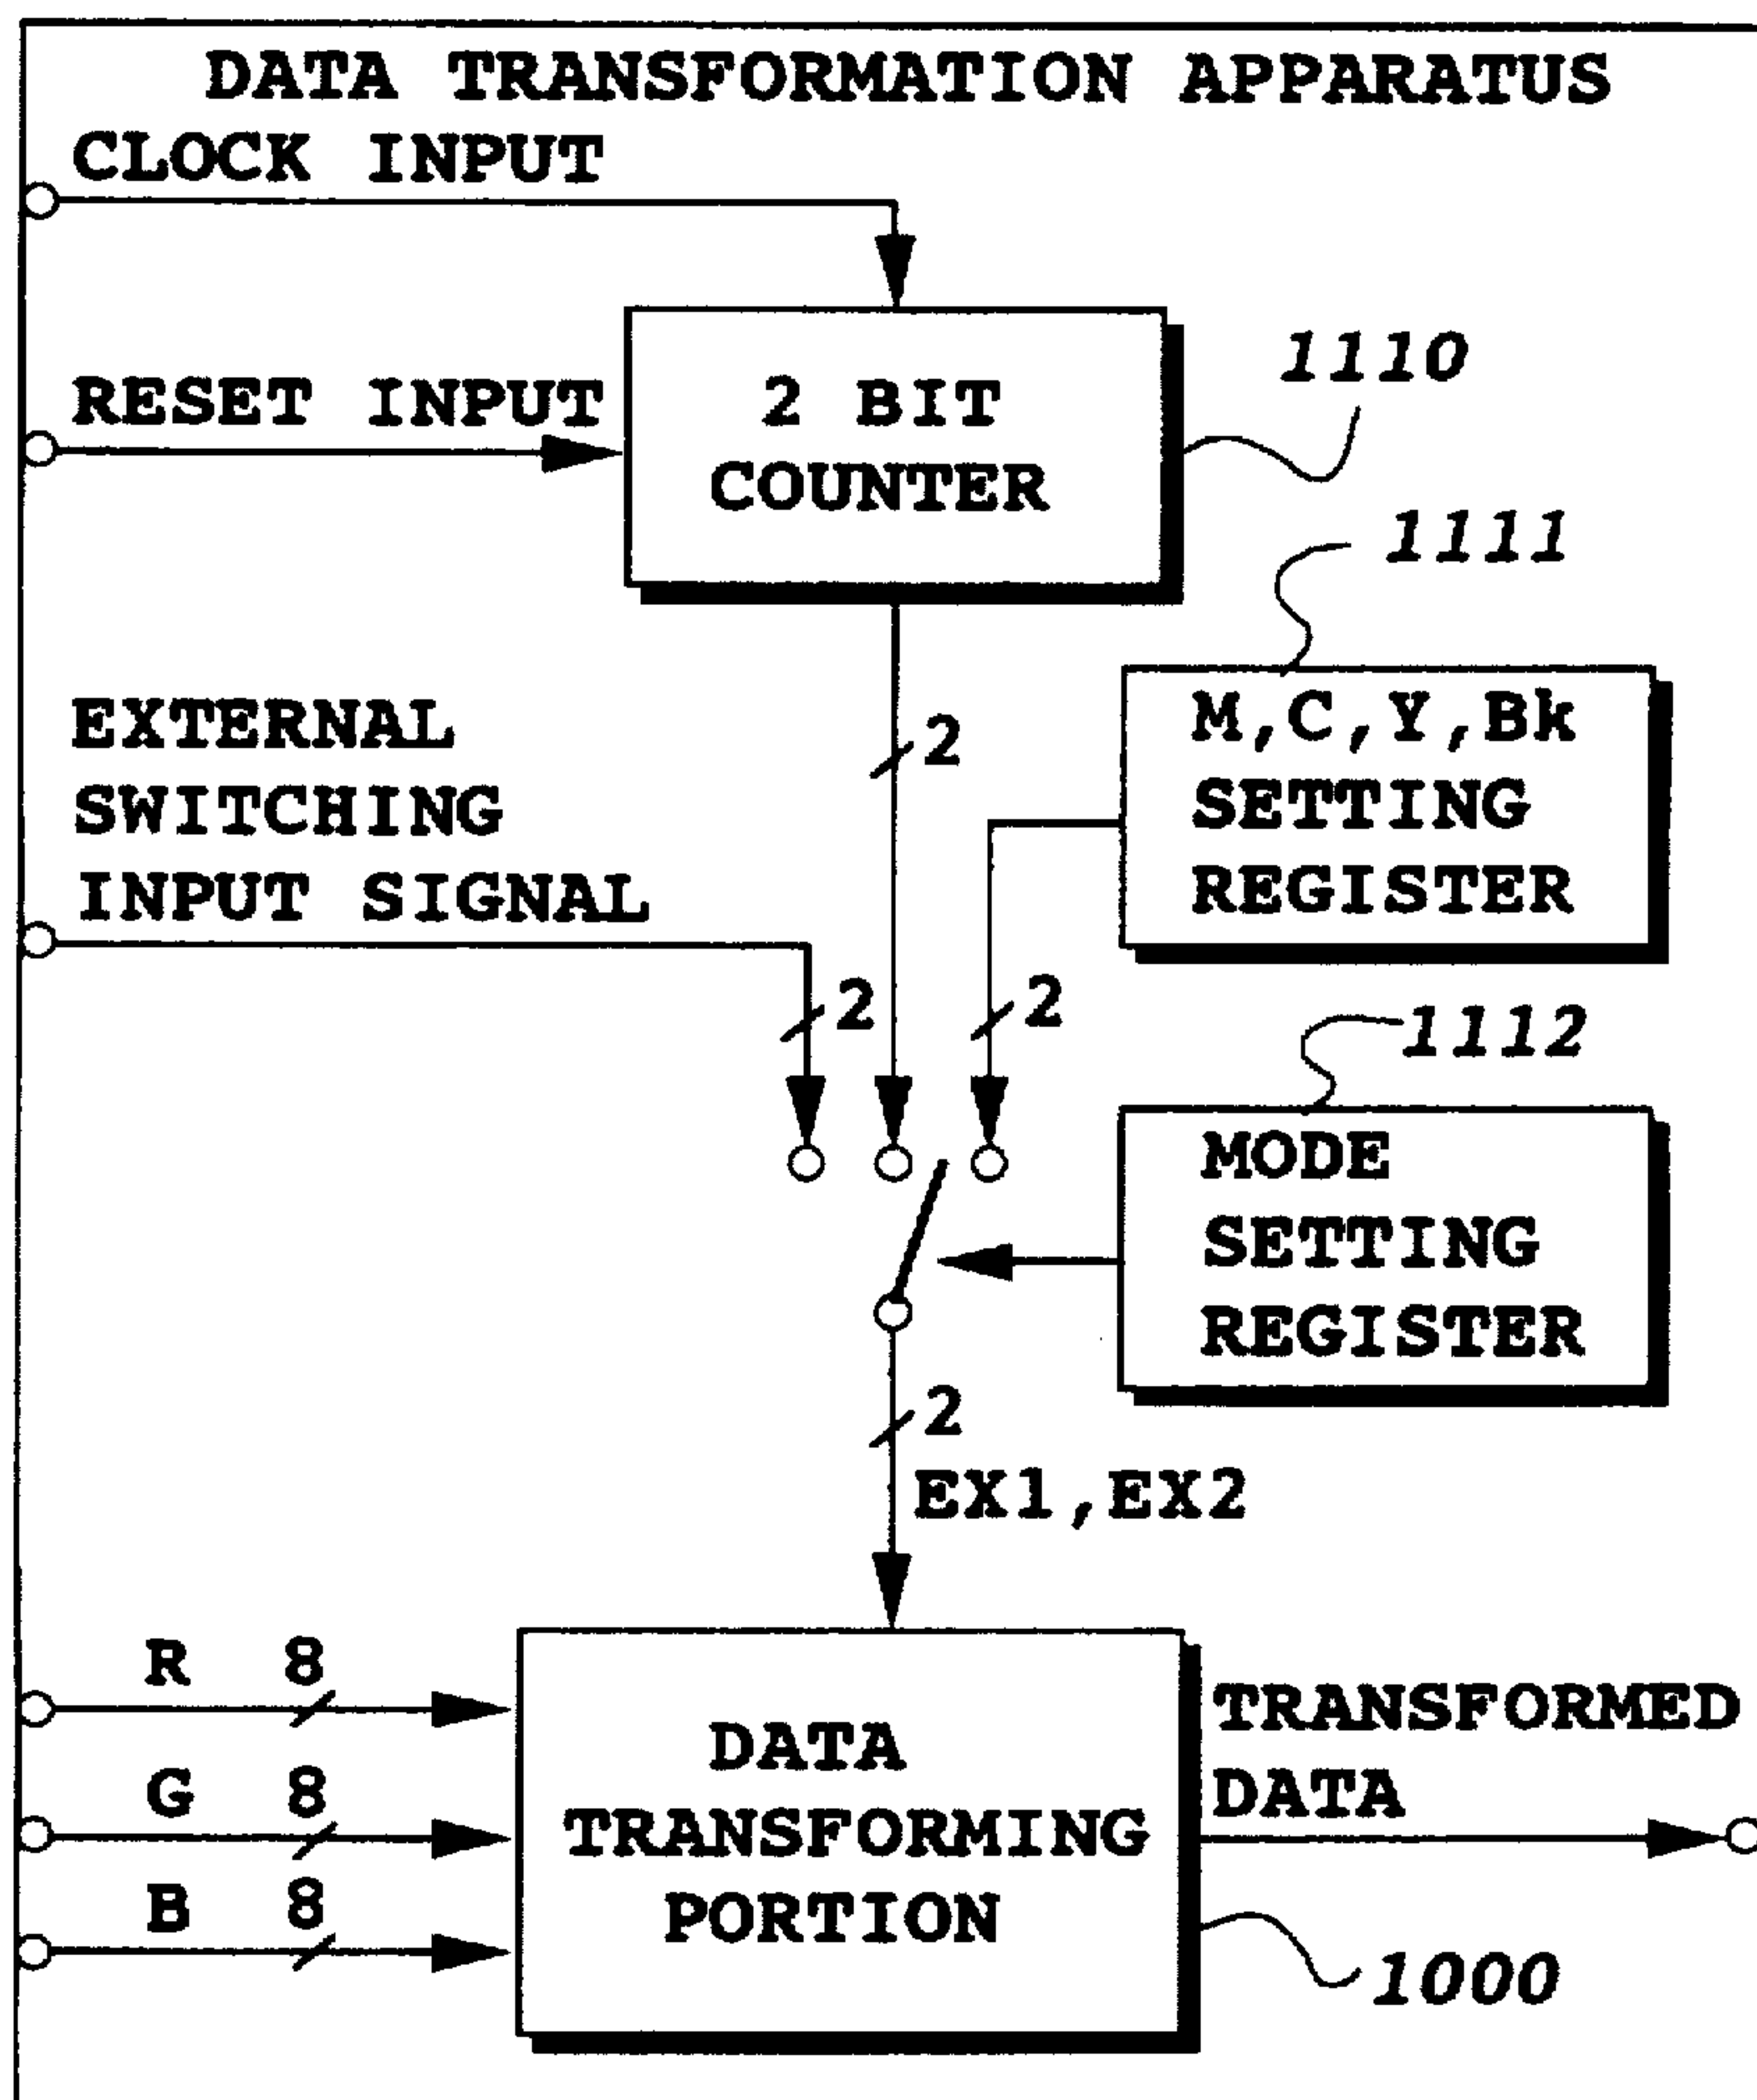 DATA TRANSFORMATION APPARATUS
CLOCK INPUT
RESET INPUT
2 BIT
COUNTER
1110
1111
EXTERNAL
SWITCHING
INPUT SIGNAL
2
M,C,Y,Bk
SETTING
REGISTER
2
2
1112
MODE
SETTING
REGISTER
2
EX1,EX2
R 8
G 8
B 8
DATA
TRANSFORMING
PORTION
TRANSFORMED
DATA
1000